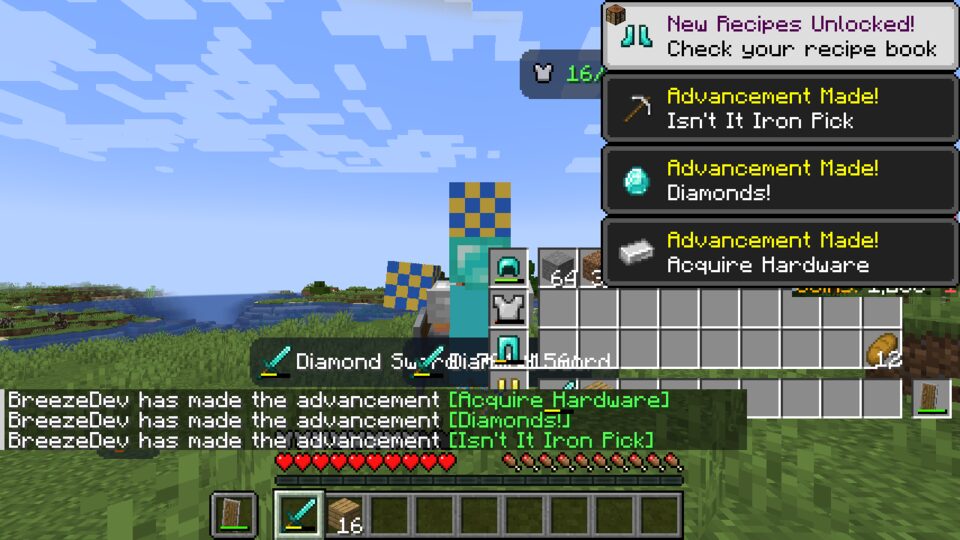 New Recipes Unlocked!
Check your recipe book
16/
Advancement Made!
Isn't It Iron Pick
Advancement Made!
Diamonds!
Advancement Made!
Acquire Hardware
64
12
Diamond
BreezeDev has made the advancement [Acquire Hardware]
BreezeDev has made the advancement [Diamonds!]
BreezeDev has made the advancement [Isn't It Iron Pick]
16